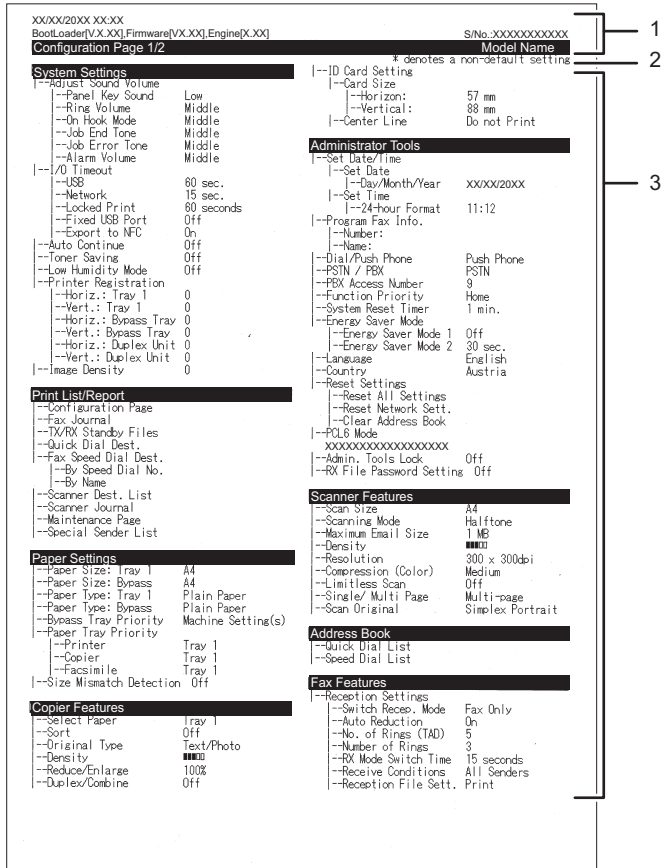 XX/XX/20XX XX:XX
BootLoader[V.X.XX],Firmware[VX.XX],Engine[X.XX]
S/No.:XXXXXXXXXXX
Configuration Page 1/2
Model Name
* denotes a non-default setting
1
2
3
System Settings
|--Adjust Sound Volume
|--Panel Key Sound Low
|--Ring Volume Middle
|--On Hook Mode Middle
|--Job End Tone Middle
|--Job Error Tone Middle
|--Alarm Volume Middle
|--I/O Timeout
|--USB 60 sec.
|--Network 15 sec.
|--Locked Print 60 seconds
|--Fixed USB Port Off
|--Export to NFC On
|--Auto Continue Off
|--Toner Saving Off
|--Low Humidity Mode Off
|--Printer Registration
|--Horiz.: Tray 1 0
|--Vert.: Tray 1 0
|--Horiz.: Bypass Tray 0
|--Vert.: Bypass Tray 0
|--Horiz.: Duplex Unit 0
|--Vert.: Duplex Unit 0
|--Image Density 0
Print List/Report
|--Configuration Page
|--Fax Journal
|--TX/RX Standby Files
|--Quick Dial Dest.
|--Fax Speed Dial Dest.
|--By Speed Dial No.
|--By Name
|--Scanner Dest. List
|--Scanner Journal
|--Maintenance Page
|--Special Sender List
Paper Settings
|--Paper Size: Tray 1 A4
|--Paper Size: Bypass A4
|--Paper Type: Tray 1 Plain Paper
|--Paper Type: Bypass Plain Paper
|--Bypass Tray Priority Machine Setting(s)
|--Paper Tray Priority
|--Printer Tray 1
|--Copier Tray 1
|--Facsimile Tray 1
|--Size Mismatch Detection Off
Copier Features
|--Select Paper Tray 1
|--Sort Off
|--Original Type Text/Photo
|--Density
|--Reduce/Enlarge 100%
|--Duplex/Combine Off
|--ID Card Setting
|--Card Size
|--Horizon: 57 mm
|--Vertical: 88 mm
|--Center Line Do not Print
Administrator Tools
|--Set Date/Time
|--Set Date
|--Day/Month/Year XX/XX/20XX
|--Set Time
|--24-hour Format 11:12
|--Program Fax Info.
|--Number:
|--Name:
|--Dial/Push Phone Push Phone
|--PSTN / PBX PSTN
|--PBX Access Number 9
|--Function Priority Home
|--System Reset Timer 1 min.
|--Energy Saver Mode
|--Energy Saver Mode 1 Off
|--Energy Saver Mode 2 30 sec.
|--Language English
|--Country Austria
|--Reset Settings
|--Reset All Settings
|--Reset Network Sett.
|--Clear Address Book
|--PCL6 Mode
XXXXXXXXXXXXXXXXXX
|--Admin. Tools Lock Off
|--RX File Password Setting Off
Scanner Features
|--Scan Size A4
|--Scanning Mode Halftone
|--Maximum Email Size 1 MB
|--Density
|--Resolution 300 x 300dpi
|--Compression (Color) Medium
|--Limitless Scan Off
|--Single/ Multi Page Multi-page
|--Scan Original Simplex Portrait
Address Book
|--Quick Dial List
|--Speed Dial List
Fax Features
|--Reception Settings
|--Switch Recep. Mode Fax Only
|--Auto Reduction On
|--No. of Rings (TAD) 5
|--Number of Rings 3
|--RX Mode Switch Time 15 seconds
|--Receive Conditions All Senders
|--Reception File Sett. Print